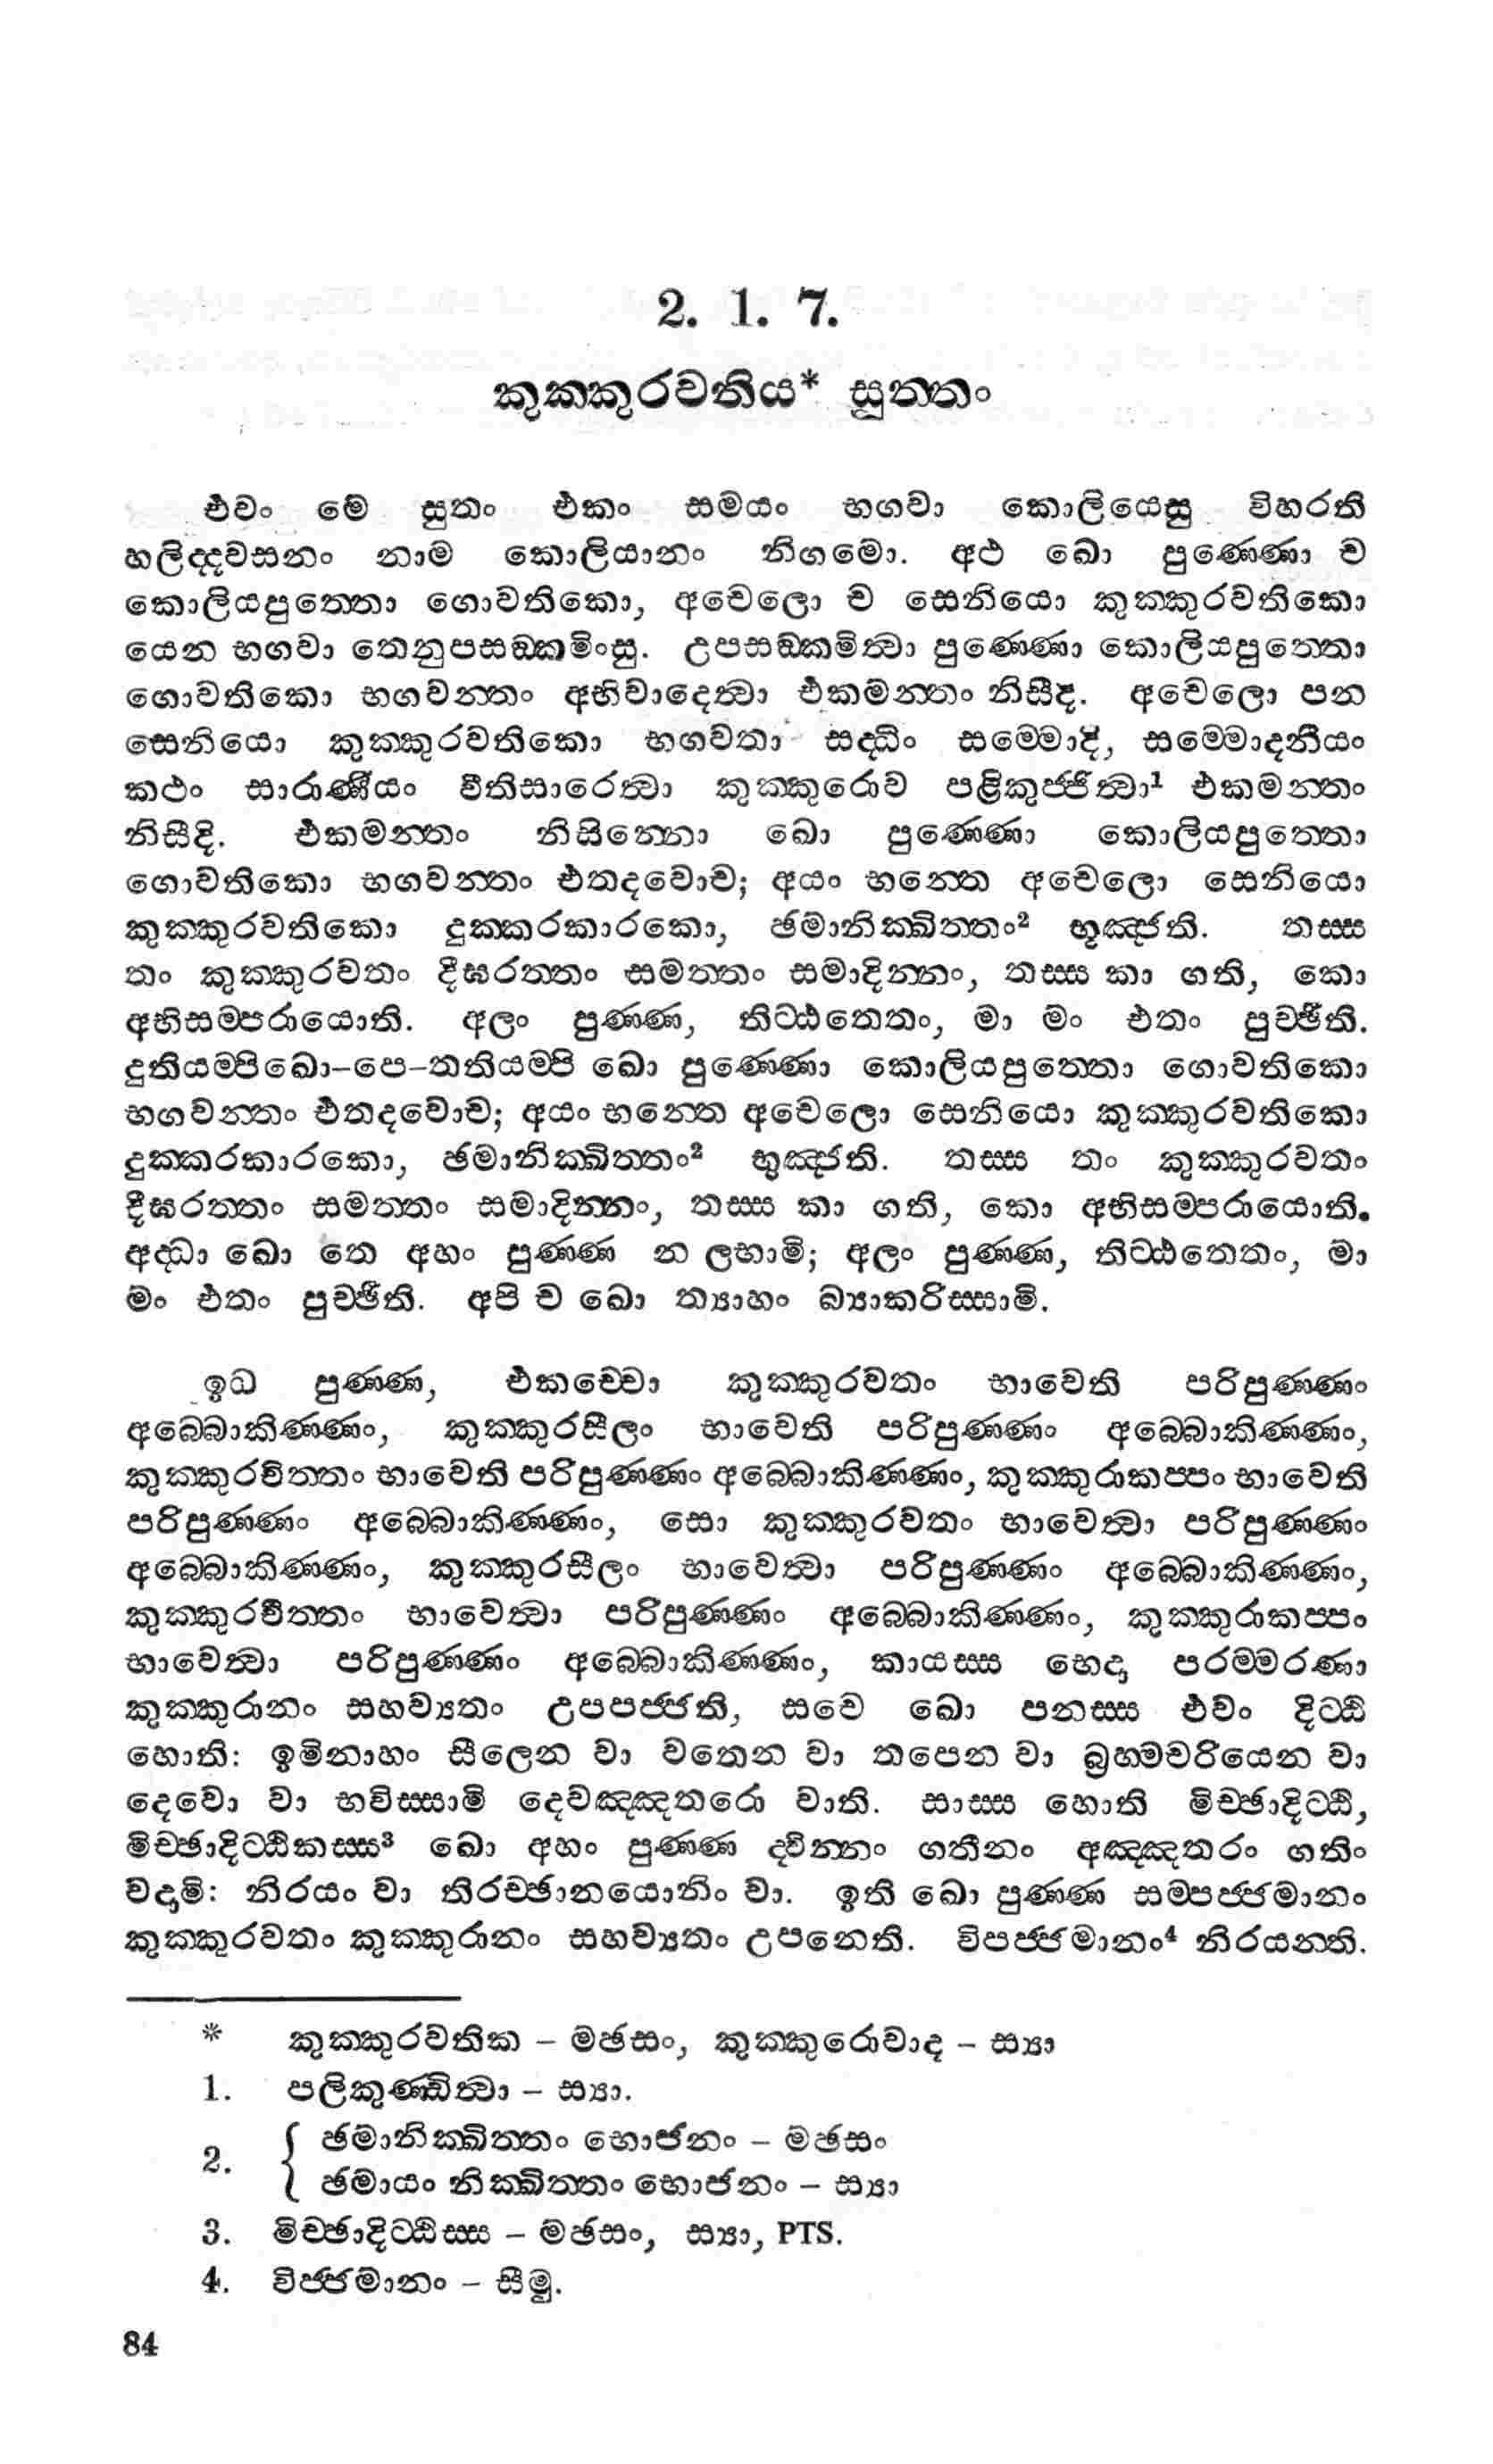 2. 1. 7.
කුක්කුරවතිය* සුත්තං
එවං මේ සුතං එකං සමයං භගවා කොලියෙසු විහරති
හලිද්දවසනං නාම කොලියානං නිගමො. අථ ඛො පුණ්ණො ච
කොලියපුත්තො ගොවතිකො, අචෙලො ච සෙනියො කුක්කුරවතිකො
යෙන භගවා තෙනුපසඞ්කමිංසු. උපසඞ්කමිත්වා පුණ්ණො කොලියපුත්තො
ගොවතිකො භගවන්තං අභිවාදෙත්වා එකමන්තං නිසීදි. අචෙලො පන
සෙනියො කුක්කුරවතිකො භගවතා සද්ධිං සම්මොදි, සම්මොදනීයං
කථං සාරාණීයං වීතිසාරෙත්වා කුක්කුරොව පළිකුජ්ජිත්වා¹ එකමන්තං
නිසීදි. එකමන්තං නිසින්නො ඛො පුණ්ණො කොලියපුත්තො
ගොවතිකො භගවන්තං එතදවොච; අයං භන්තෙ අචෙලො සෙනියො
කුක්කුරවතිකො දුක්කරකාරකො, ඡමානික්ඛිත්තං² භූඤ්ජති. තස්ස
තං කුක්කුරවතං දීඝරත්තං සමත්තං සමාදින්නං, තස්ස කා ගති, කො
අභිසම්පරායොති. අලං පුණ්ණ, තිට්ඨතෙතං, මා මං එතං පුච්ඡීති.
දුතියම්පිඛො–පෙ–තතියම්පි ඛො පුණ්ණො කොලියපුත්තො ගොවතිකො
භගවන්තං එතදවොච; අයං භන්තෙ අචෙලො සෙනියො කුක්කුරවතිකො
දුක්කරකාරකො, ඡමානික්ඛිත්තං² භුඤ්ජති. තස්ස තං කුක්කුරවතං
දීඝරත්තං සමත්තං සමාදින්නං, තස්ස කා ගති, කො අභිසම්පරායොති.
අද්ධා ඛො තෙ අහං පුණ්ණ න ලභාමි; අලං පුණ්ණ, තිට්ඨතෙතං, මා
මං එතං පුච්ඡීති. අපි ච ඛො ත්‍යාහං බ්‍යාකරිස්සාමි.
ඉධ පුණ්ණ, එකච්චො කුක්කුරවතං භාවෙති පරිපුණ්ණං
අබ්බොකිණ්ණං, කුක්කුරසීලං භාවෙති පරිපුණ්ණං අබ්බොකිණ්ණං,
කුක්කුරචිත්තං භාවෙති පරිපුණ්ණං අබ්බොකිණ්ණං, කුක්කුරාකප්පං භාවෙති
පරිපුණ්ණං අබ්බොකිණ්ණං, සො කුක්කුරවතං භාවෙත්වා පරිපුණ්ණං
අබ්බොකිණ්ණං, කුක්කුරසීලං භාවෙත්වා පරිපුණ්ණං අබ්බොකිණ්ණං,
කුක්කුරචිත්තං භාවෙත්වා පරිපුණ්ණං අබ්බොකිණ්ණං, කුක්කුරාකප්පං
භාවෙත්වා පරිපුණ්ණං අබ්බොකිණ්ණං, කායස්ස භෙදා පරම්මරණා
කුක්කුරානං සහව්‍යතං උපපජ්ජති, සචෙ ඛො පනස්ස එවං දිට්ඨි
හොති: ඉමිනාහං සීලෙන වා වතෙන වා තපෙන වා බ්‍රහ්මචරියෙන වා
දෙවො වා භවිස්සාමි දෙවඤ්ඤතරො වාති. සාස්ස හොති මිච්ඡාදිට්ඨි,
මිච්ඡාදිට්ඨිකස්ස³ ඛො අහං පුණ්ණ ද්වින්නං ගතීනං අඤ්ඤතරං ගතිං
වදාමි: නිරයං වා තිරච්ඡානයොනිං වා. ඉති ඛො පුණ්ණ සම්පජ්ජමානං
කුක්කුරවතං කුක්කුරානං සහව්‍යතං උපනෙති. විපජ්ජමානං⁴ නිරයන්ති.
* කුක්කුරවතික – මඡසං, කුක්කුරොවාද – ස්‍යා
1. පලිකුණ්ඨිත්වා – ස්‍යා.
2. { ඡමානික්ඛිත්තං භොජනං – මඡසං
ඡමායං නික්ඛිත්තං භොජනං – ස්‍යා
3. මිච්ඡාදිට්ඨිස්ස – මඡසං, ස්‍යා, PTS.
4. විජ්ජමානං – සීමු.
84